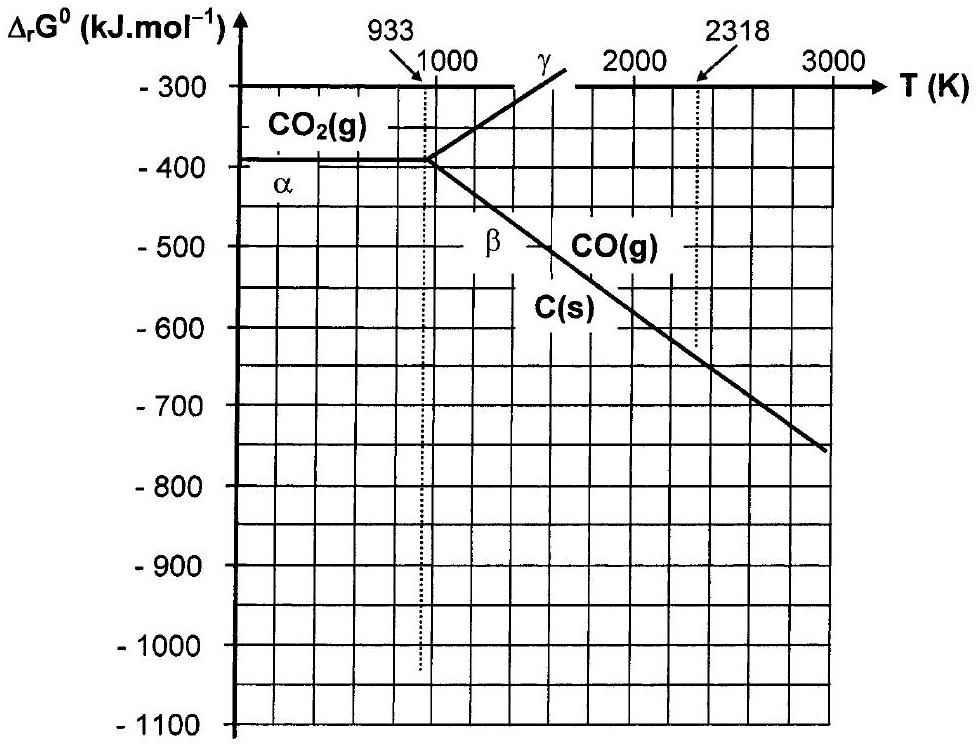 ΔrG⁰ (kJ.mol⁻¹)
933
2318
1000
γ
2000
3000
- 300
T (K)
CO₂(g)
- 400
α
- 500
β
CO(g)
C(s)
- 600
- 700
- 800
- 900
- 1000
- 1100